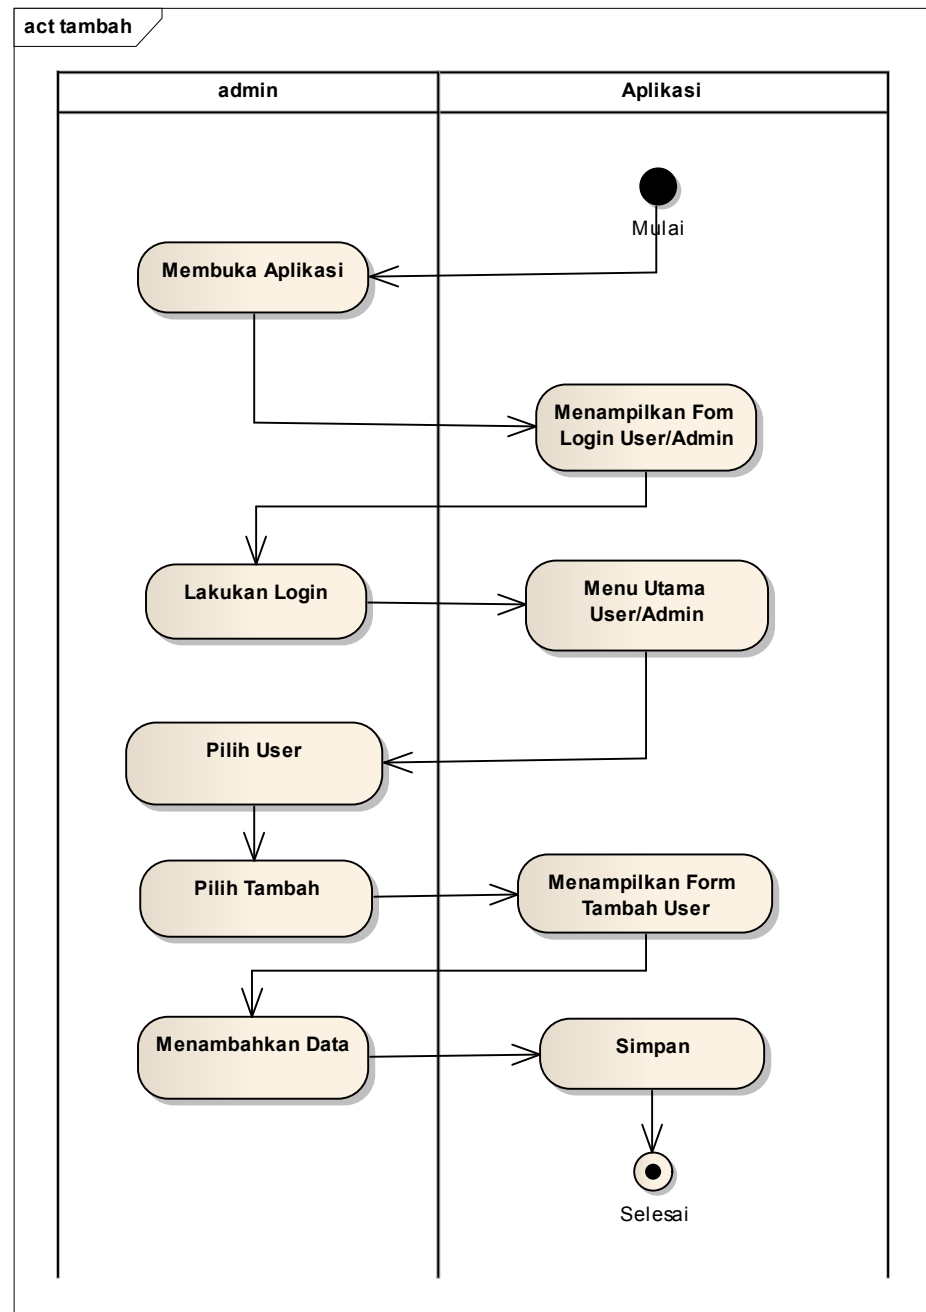 act tambah
admin
Aplikasi
Mulai
Membuka Aplikasi
Menampilkan Fom
Login User/Admin
Lakukan Login
Menu Utama
User/Admin
Pilih User
Pilih Tambah
Menampilkan Form
Tambah User
Menambahkan Data
Simpan
Selesai